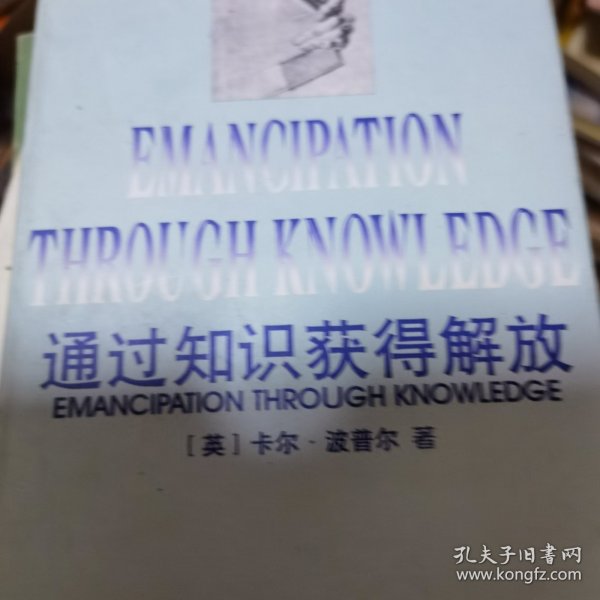 EMANCIPATION
THROUGH KNOWLEDGE
通过知识获得解放
EMANCIPATION THROUGH KNOWLEDGE
[英] 卡尔·波普尔 著
孔夫子旧书网
www.kongfz.com